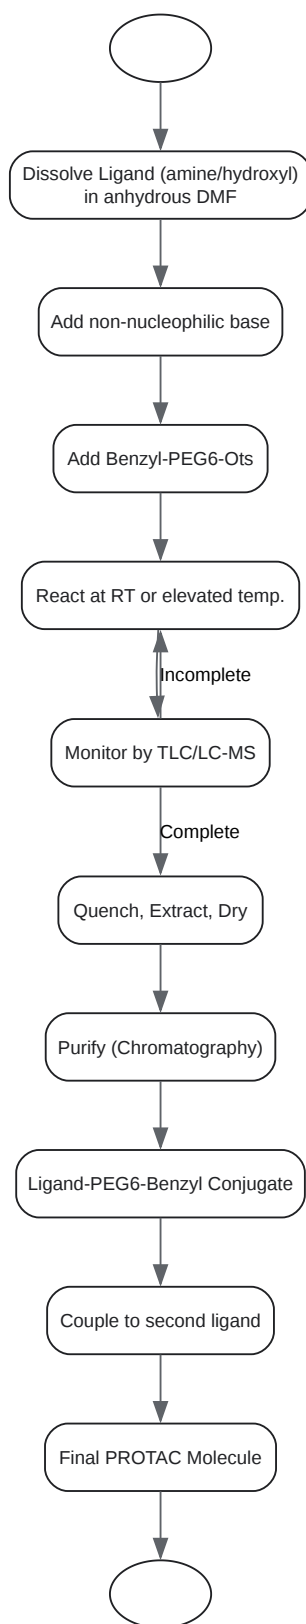 Dissolve Ligand (amine/hydroxyl)
in anhydrous DMF
Add non-nucleophilic base
Add Benzyl-PEG6-Ots
React at RT or elevated temp.
Incomplete
Monitor by TLC/LC-MS
Complete
Quench, Extract, Dry
Purify (Chromatography)
Ligand-PEG6-Benzyl Conjugate
Couple to second ligand
Final PROTAC Molecule